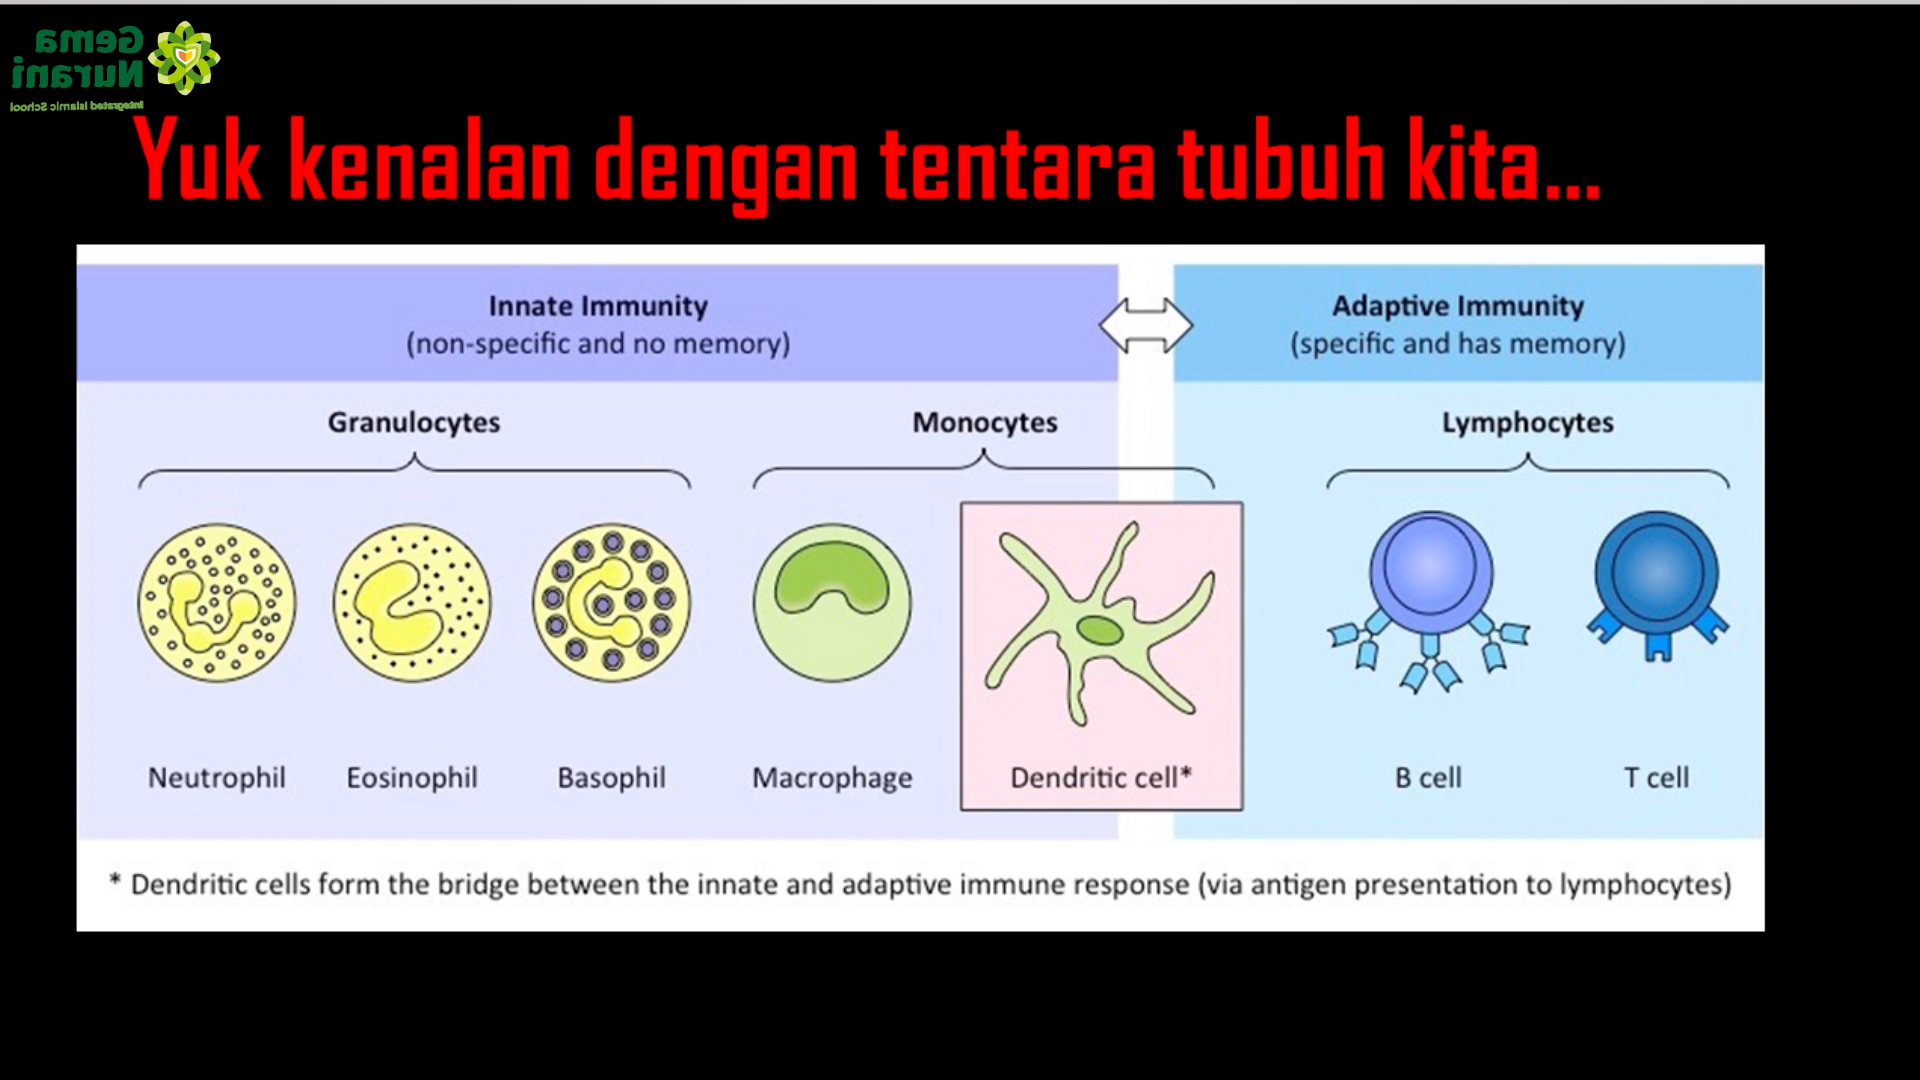 Gema
Nurani
Integrated Islamic School
Yuk kenalan dengan tentara tubuh kita...
Innate Immunity
(non-specific and no memory)
Adaptive Immunity
(specific and has memory)
Granulocytes
Monocytes
Lymphocytes
Neutrophil
Eosinophil
Basophil
Macrophage
Dendritic cell*
B cell
T cell
* Dendritic cells form the bridge between the innate and adaptive immune response (via antigen presentation to lymphocytes)